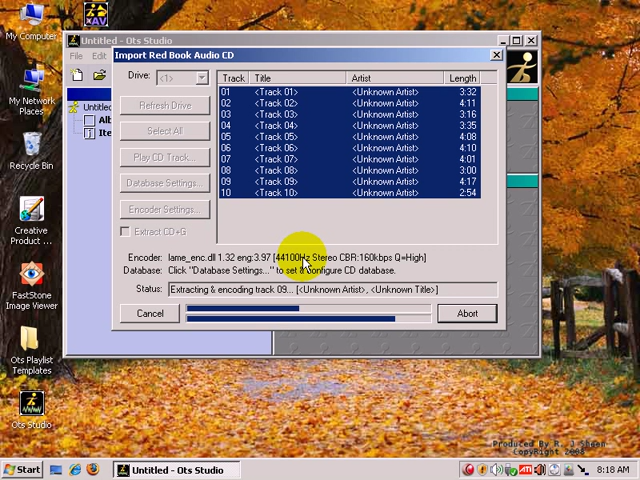 My Computer
XAV
My Network
Places
Recycle Bin
Creative
Product ...
FastStone
Image Viewer
Ots Playlist
Templates
Ots Studio
Untitled - Ots Studio
File Edit
Untitled
Alb
Ite
Import Red Book Audio CD
Drive: <1>
Refresh Drive
Select All
Play CD Track...
Database Settings...
Encoder Settings...
Extract CD+G
Track Title Artist Length
01 <Track 01> <Unknown Artist> 3:32
02 <Track 02> <Unknown Artist> 4:11
03 <Track 03> <Unknown Artist> 3:16
04 <Track 04> <Unknown Artist> 3:35
05 <Track 05> <Unknown Artist> 4:08
06 <Track 06> <Unknown Artist> 4:10
07 <Track 07> <Unknown Artist> 4:01
08 <Track 08> <Unknown Artist> 3:00
09 <Track 09> <Unknown Artist> 4:17
10 <Track 10> <Unknown Artist> 2:54
Encoder: lame_enc.dll 1.32 eng:3.97 [44100Hz Stereo CBR:160kbps Q=High]
Database: Click "Database Settings..." to set & configure CD database.
Status: Extracting & encoding track 09... [<Unknown Artist>, <Unknown Title>]
Cancel
Abort
Produced By R. J Sheen
CopyRight 2008
Start
Untitled - Ots Studio
ATI
8:18 AM